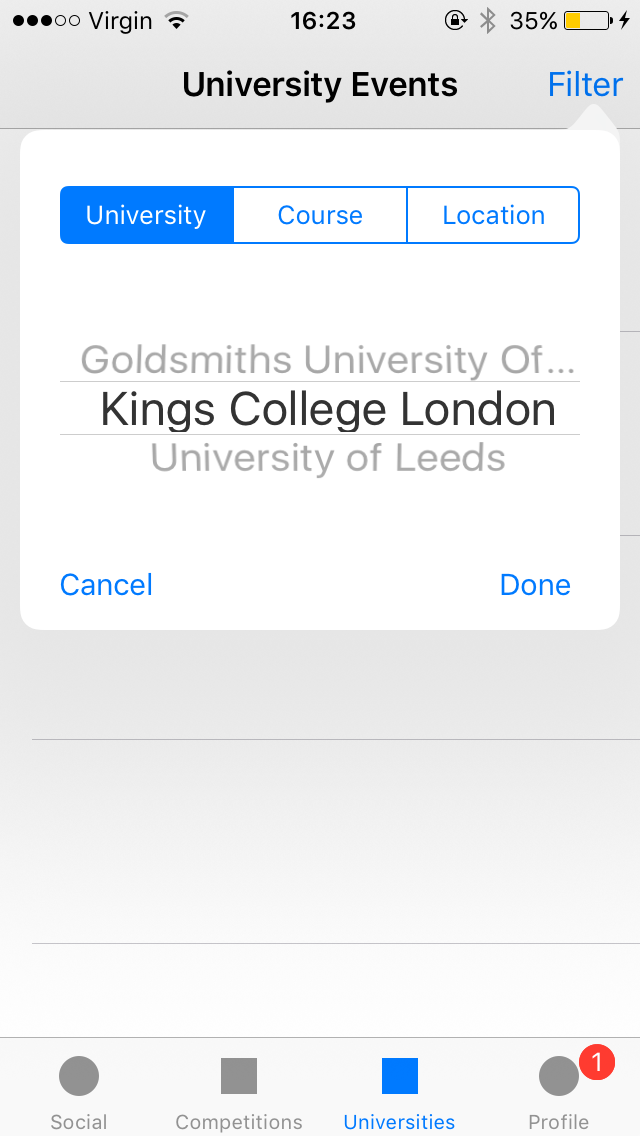 Virgin 16:23 35%
University Events Filter
University Course Location
Goldsmiths University Of...
Kings College London
University of Leeds
Cancel Done
1
Social Competitions Universities Profile